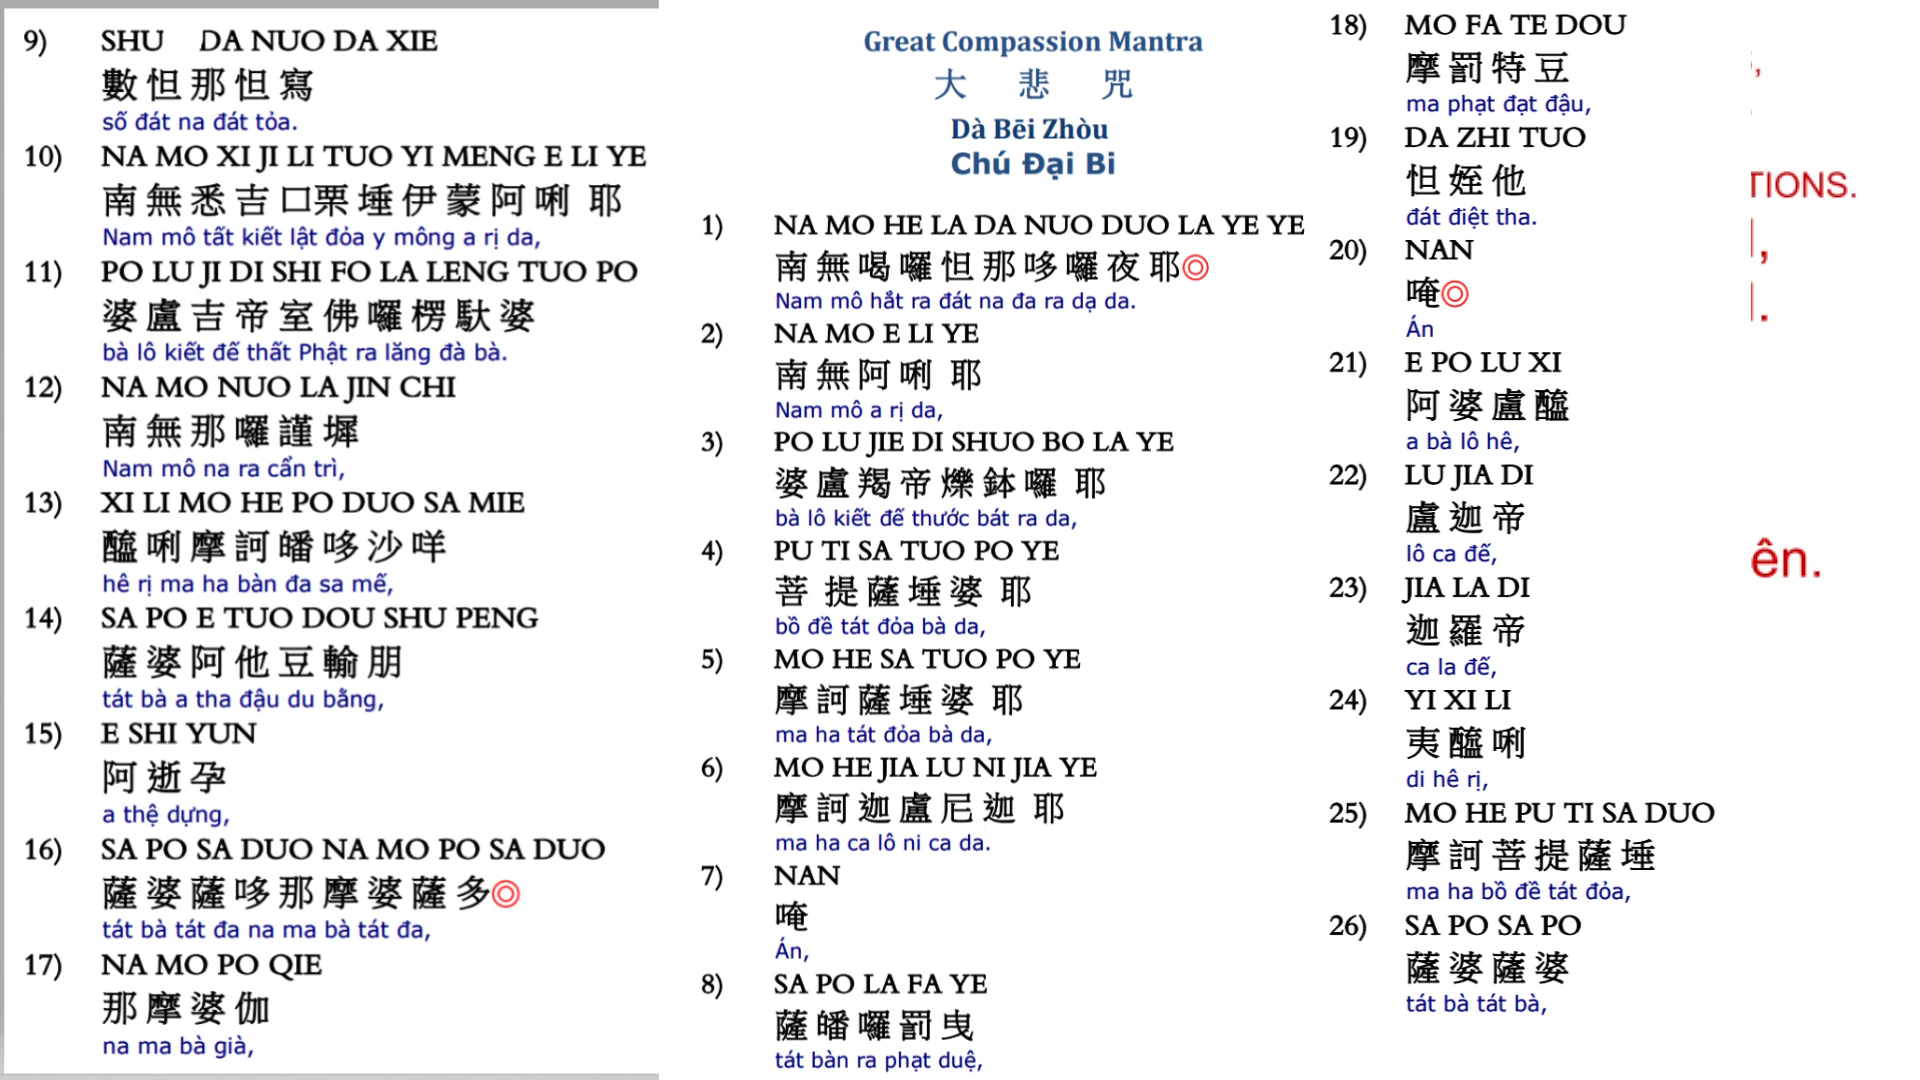 9) SHU DA NUO DA XIE
數怛那怛寫
số đát na đát tỏa.
10) NA MO XI JI LI TUO YI MENG E LI YE
南無悉吉口栗埵伊蒙阿唎 耶
Nam mô tất kiết lật đỏa y mông a rị da,
11) PO LU JI DI SHI FO LA LENG TUO PO
婆盧吉帝室佛囉楞馱婆
bà lô kiết đế thất Phật ra lăng đà bà.
12) NA MO NUO LA JIN CHI
南無那囉謹墀
Nam mô na ra cẩn trì,
13) XI LI MO HE PO DUO SA MIE
醯唎摩訶皤哆沙咩
hê rị ma ha bàn đa sa mế,
14) SA PO E TUO DOU SHU PENG
薩婆阿他豆輸朋
tát bà a tha đậu du bằng,
15) E SHI YUN
阿逝孕
a thệ dựng,
16) SA PO SA DUO NA MO PO SA DUO
薩婆薩哆那摩婆薩多◎
tát bà tát đa na ma bà tát đa,
17) NA MO PO QIE
那摩婆伽
na ma bà già,
Great Compassion Mantra
大 悲 咒
Dà Bēi Zhòu
Chú Đại Bi
1) NA MO HE LA DA NUO DUO LA YE YE
南無喝囉怛那哆囉夜耶◎
Nam mô hắt ra đát na đa ra dạ da.
2) NA MO E LI YE
南無阿唎 耶
Nam mô a rị da,
3) PO LU JIE DI SHUO BO LA YE
婆盧羯帝爍鉢囉 耶
bà lô kiết đế thước bát ra da,
4) PU TI SA TUO PO YE
菩 提薩埵婆 耶
bồ đề tát đỏa bà da,
5) MO HE SA TUO PO YE
摩訶薩埵婆 耶
ma ha tát đỏa bà da,
6) MO HE JIA LU NI JIA YE
摩訶迦盧尼迦 耶
ma ha ca lô ni ca da.
7) NAN
唵
Án,
8) SA PO LA FA YE
薩皤囉罰曳
tát bàn ra phạt duệ,
18) MO FA TE DOU
摩罰特豆
ma phạt đạt đậu,
19) DA ZHI TUO
怛姪他
đát điệt tha.
20) NAN
唵◎
Án
21) E PO LU XI
阿婆盧醯
a bà lô hê,
22) LU JIA DI
盧迦帝
lô ca đế,
23) JIA LA DI
迦羅帝
ca la đế,
24) YI XI LI
夷醯唎
di hê rị,
25) MO HE PU TI SA DUO
摩訶菩提薩埵
ma ha bồ đề tát đỏa,
26) SA PO SA PO
薩婆薩婆
tát bà tát bà,
TIONS.
ên.